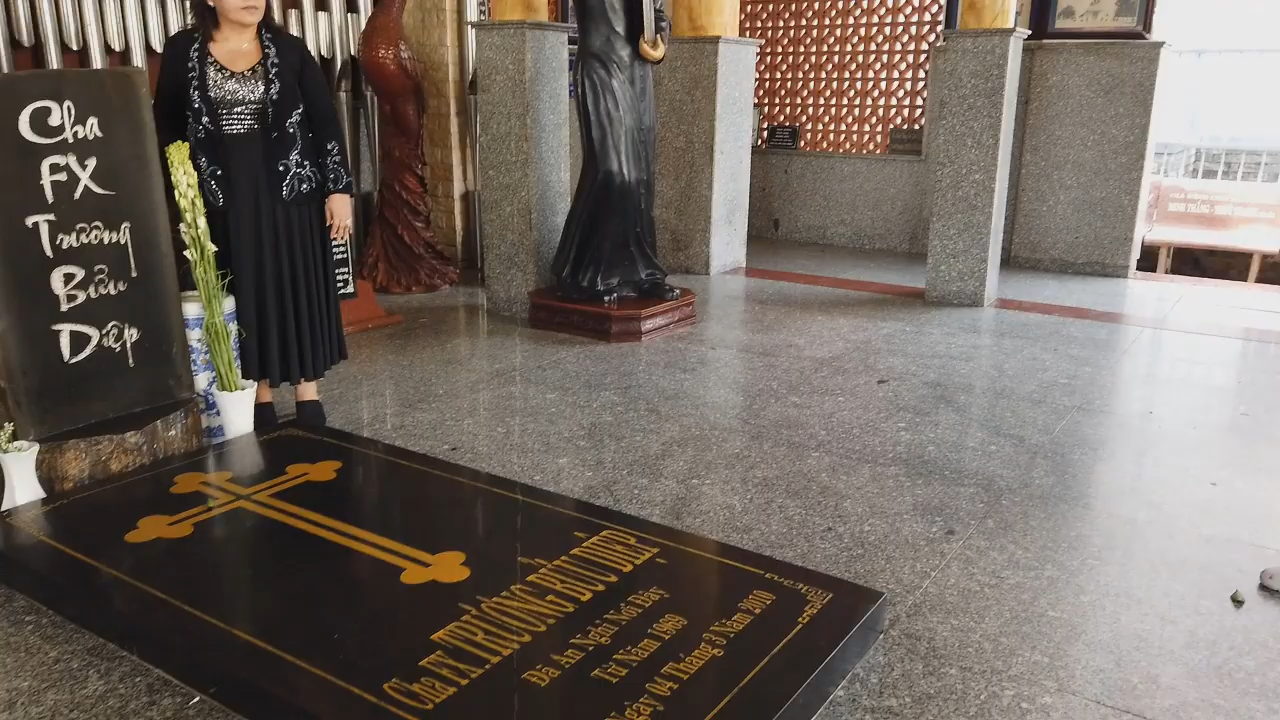 Cha
FX
Trương
Bửu
Diệp
Cha FX TRƯƠNG BỬU DIỆP
Đã An Nghỉ Nơi Đây
Từ Năm 1969
Ngày 04 Tháng 3 Năm 2010